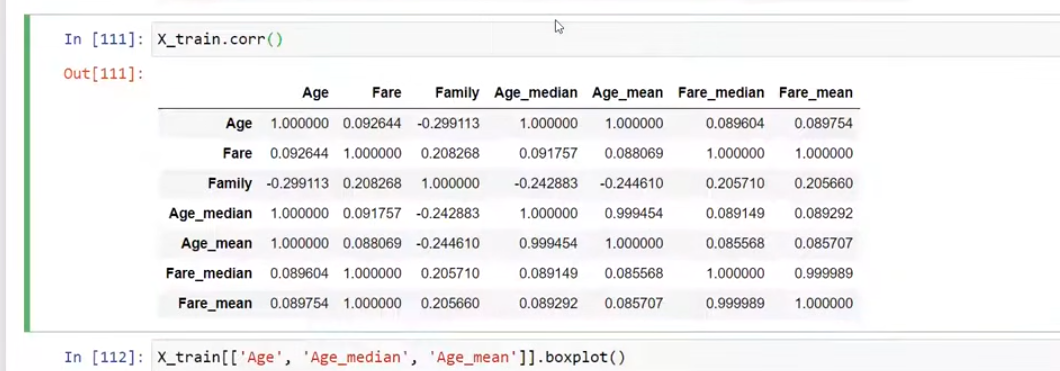 In [111]: X_train.corr()
Out[111]:
Age Fare Family Age_median Age_mean Fare_median Fare_mean
Age 1.000000 0.092644 -0.299113 1.000000 1.000000 0.089604 0.089754
Fare 0.092644 1.000000 0.208268 0.091757 0.088069 1.000000 1.000000
Family -0.299113 0.208268 1.000000 -0.242883 -0.244610 0.205710 0.205660
Age_median 1.000000 0.091757 -0.242883 1.000000 0.999454 0.089149 0.089292
Age_mean 1.000000 0.088069 -0.244610 0.999454 1.000000 0.085568 0.085707
Fare_median 0.089604 1.000000 0.205710 0.089149 0.085568 1.000000 0.999989
Fare_mean 0.089754 1.000000 0.205660 0.089292 0.085707 0.999989 1.000000
In [112]: X_train[['Age', 'Age_median', 'Age_mean']].boxplot()